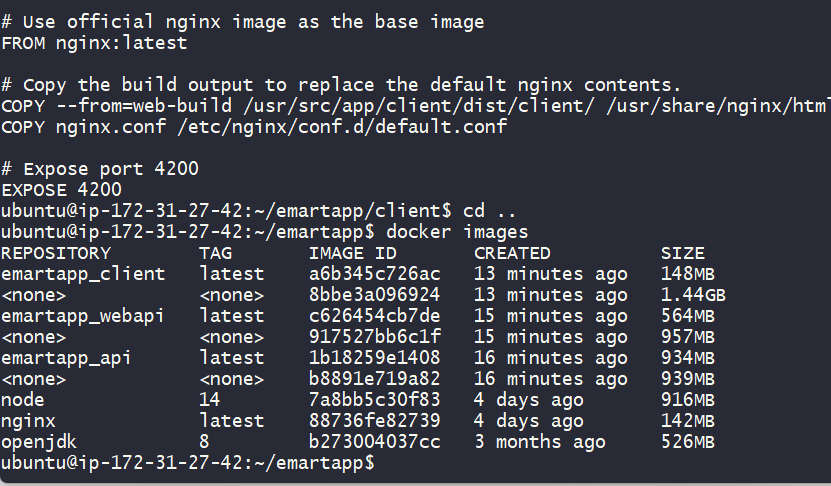 # Use official nginx image as the base image
FROM nginx:latest
# Copy the build output to replace the default nginx contents.
COPY --from=web-build /usr/src/app/client/dist/client/ /usr/share/nginx/html
COPY nginx.conf /etc/nginx/conf.d/default.conf
# Expose port 4200
EXPOSE 4200
ubuntu@ip-172-31-27-42:~/emartapp/client$ cd ..
ubuntu@ip-172-31-27-42:~/emartapp$ docker images
REPOSITORY TAG IMAGE ID CREATED SIZE
emartapp_client latest a6b345c726ac 13 minutes ago 148MB
<none> <none> 8bbe3a096924 13 minutes ago 1.44GB
emartapp_webapi latest c626454cb7de 15 minutes ago 564MB
<none> <none> 917527bb6c1f 15 minutes ago 957MB
emartapp_api latest 1b18259e1408 16 minutes ago 934MB
<none> <none> b8891e719a82 16 minutes ago 939MB
node 14 7a8bb5c30f83 4 days ago 916MB
nginx latest 88736fe82739 4 days ago 142MB
openjdk 8 b273004037cc 3 months ago 526MB
ubuntu@ip-172-31-27-42:~/emartapp$